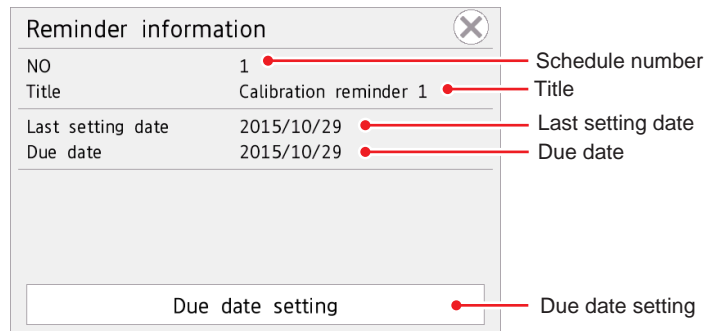 Reminder information
NO 1 Schedule number
Title Calibration reminder 1 Title
Last setting date 2015/10/29 Last setting date
Due date 2015/10/29 Due date
Due date setting Due date setting